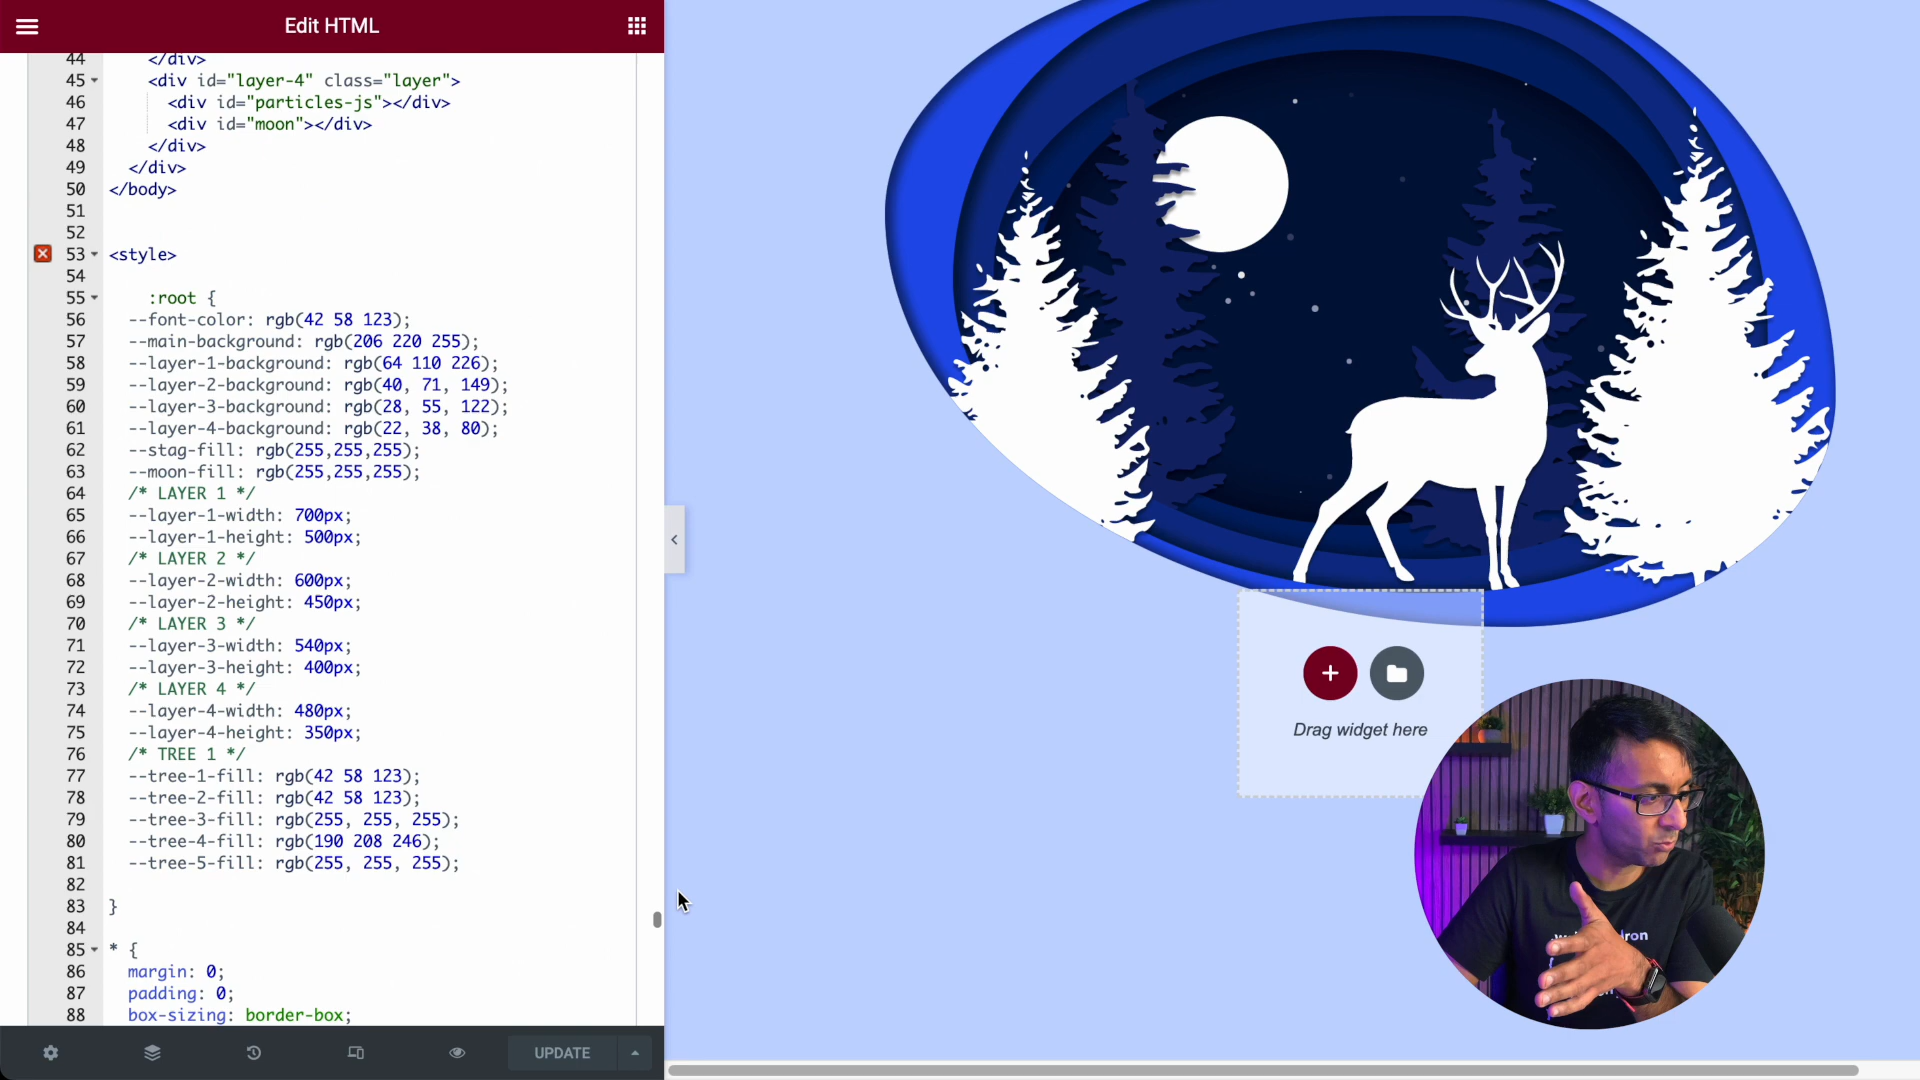 Edit HTML
44 </div>
45 <div id="layer-4" class="layer">
46 <div id="particles-js"></div>
47 <div id="moon"></div>
48 </div>
49 </div>
50 </body>
51
52
53 <style>
54
55 :root {
56 --font-color: rgb(42 58 123);
57 --main-background: rgb(206 220 255);
58 --layer-1-background: rgb(64 110 226);
59 --layer-2-background: rgb(40, 71, 149);
60 --layer-3-background: rgb(28, 55, 122);
61 --layer-4-background: rgb(22, 38, 80);
62 --stag-fill: rgb(255,255,255);
63 --moon-fill: rgb(255,255,255);
64 /* LAYER 1 */
65 --layer-1-width: 700px;
66 --layer-1-height: 500px;
67 /* LAYER 2 */
68 --layer-2-width: 600px;
69 --layer-2-height: 450px;
70 /* LAYER 3 */
71 --layer-3-width: 540px;
72 --layer-3-height: 400px;
73 /* LAYER 4 */
74 --layer-4-width: 480px;
75 --layer-4-height: 350px;
76 /* TREE 1 */
77 --tree-1-fill: rgb(42 58 123);
78 --tree-2-fill: rgb(42 58 123);
79 --tree-3-fill: rgb(255, 255, 255);
80 --tree-4-fill: rgb(190 208 246);
81 --tree-5-fill: rgb(255, 255, 255);
82
83 }
84
85 * {
86 margin: 0;
87 padding: 0;
88 box-sizing: border-box;
UPDATE
Drag widget here